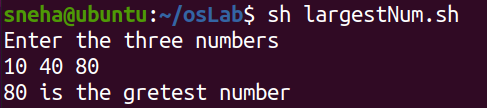 sneha@ubuntu:~/osLab$ sh largestNum.sh
Enter the three numbers
10 40 80
80 is the gretest number